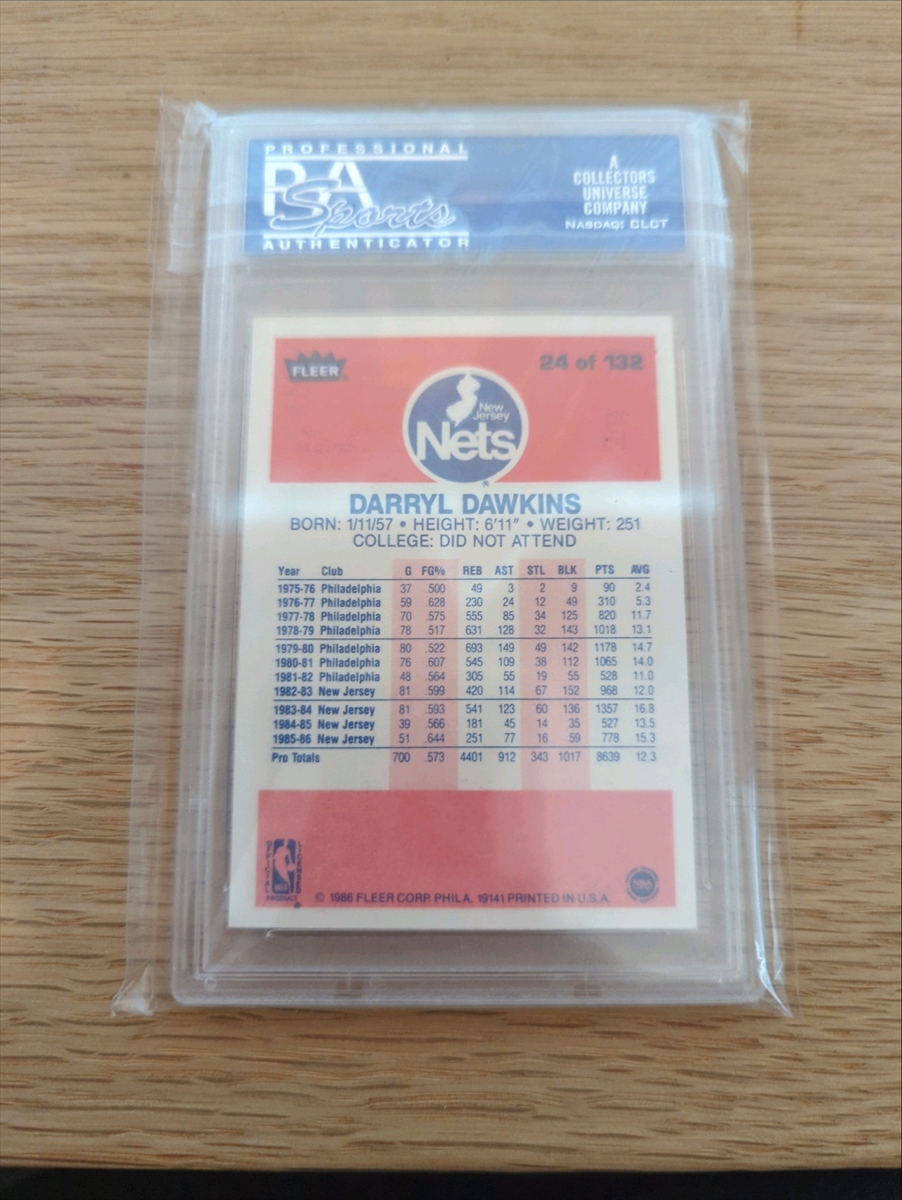 PROFESSIONAL
PSA
Sports
AUTHENTICATOR
A
COLLECTORS
UNIVERSE
COMPANY
NASDAQ: CLCT
FLEER
24 of 132
New
Jersey
Nets
DARRYL DAWKINS
BORN: 1/11/57 • HEIGHT: 6'11" • WEIGHT: 251
COLLEGE: DID NOT ATTEND
Year Club G FG% REB AST STL BLK PTS AVG
1975-76 Philadelphia 37 .500 49 3 2 9 90 2.4
1976-77 Philadelphia 59 .628 230 24 12 49 310 5.3
1977-78 Philadelphia 70 .575 555 85 34 125 820 11.7
1978-79 Philadelphia 78 .517 631 128 32 143 1018 13.1
1979-80 Philadelphia 80 .522 693 149 49 142 1178 14.7
1980-81 Philadelphia 76 .607 545 109 38 112 1065 14.0
1981-82 Philadelphia 48 .564 305 55 19 55 528 11.0
1982-83 New Jersey 81 .599 420 114 67 152 968 12.0
1983-84 New Jersey 81 .593 541 123 60 136 1357 16.8
1984-85 New Jersey 39 .566 181 45 14 35 527 13.5
1985-86 New Jersey 51 .644 251 77 16 59 778 15.3
Pro Totals 700 .573 4401 912 343 1017 8639 12.3
OFFICIAL
LICENSED
NBA
PRODUCT
© 1986 FLEER CORP. PHILA. 19141 PRINTED IN U.S.A.